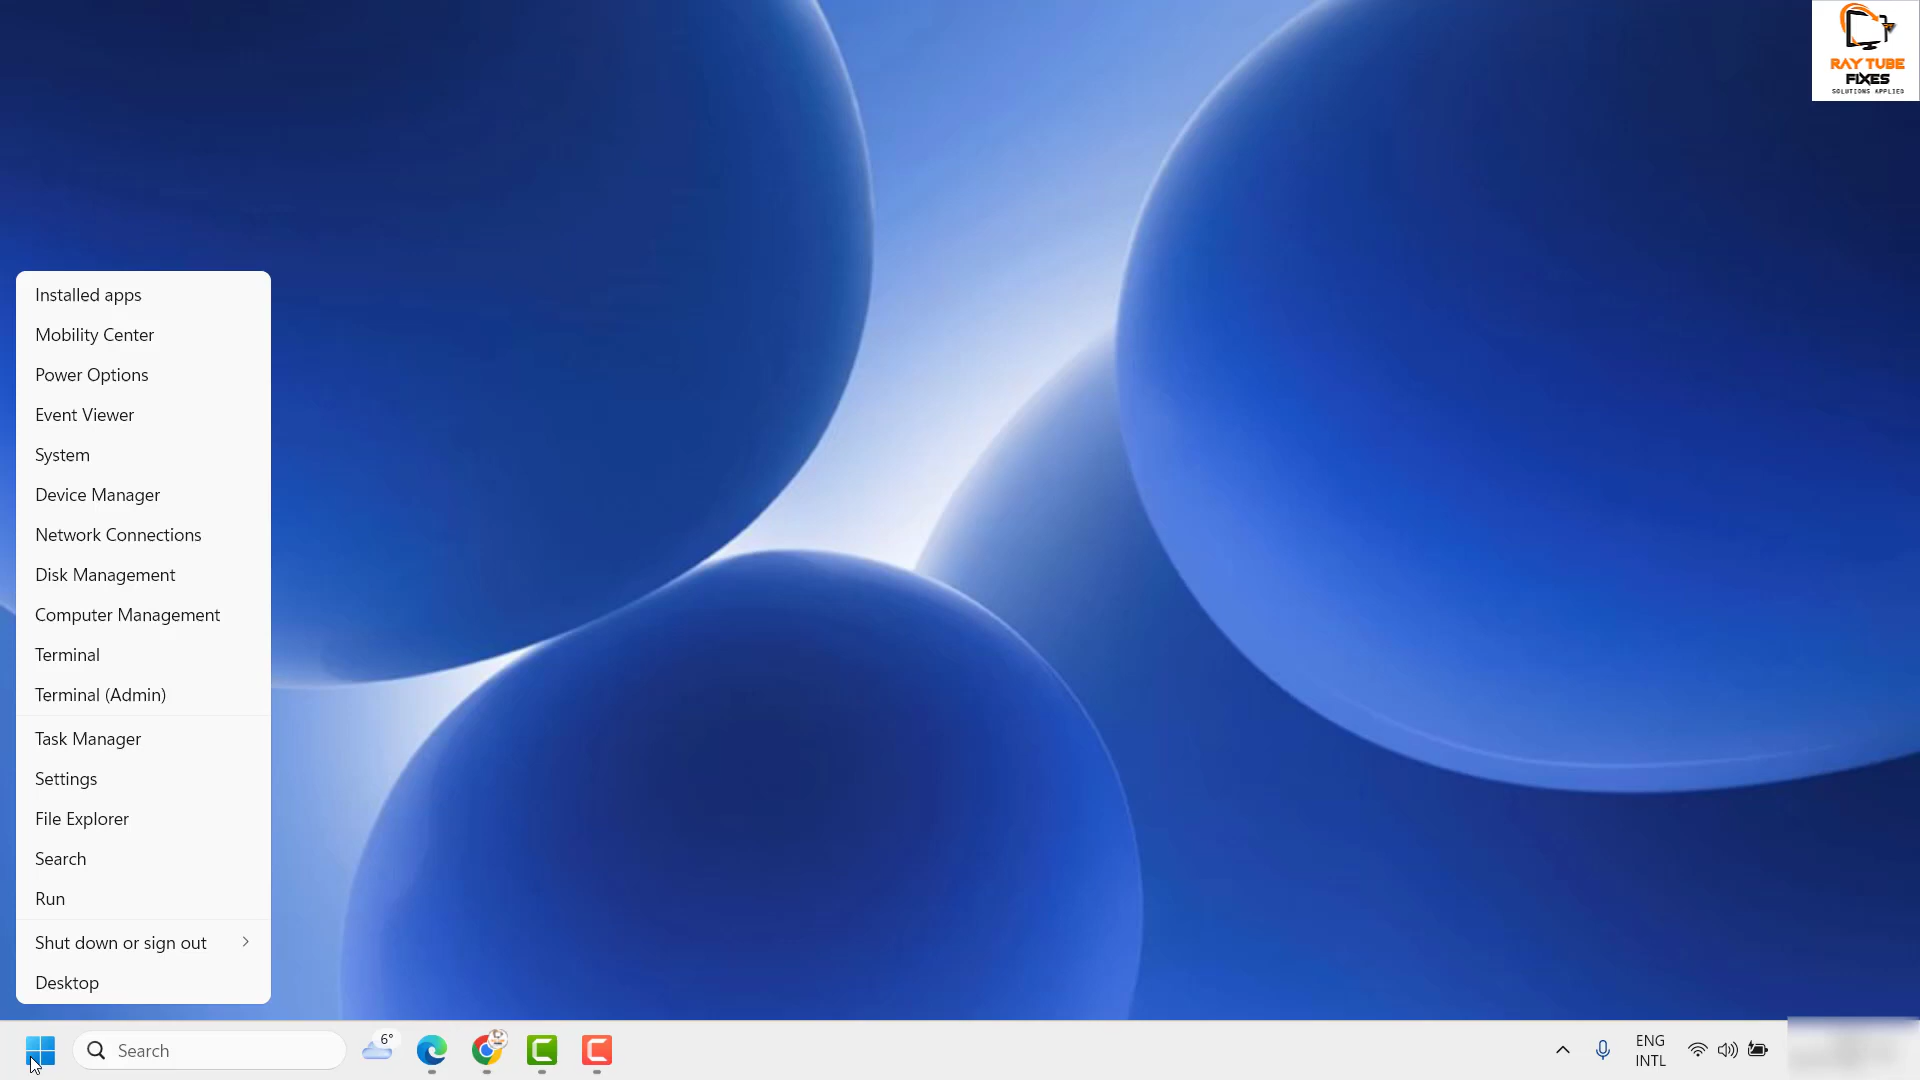 RAY TUBE
FIXES
SOLUTIONS APPLIED
Installed apps
Mobility Center
Power Options
Event Viewer
System
Device Manager
Network Connections
Disk Management
Computer Management
Terminal
Terminal (Admin)
Task Manager
Settings
File Explorer
Search
Run
Shut down or sign out
Desktop
Search
6°
ENG
INTL